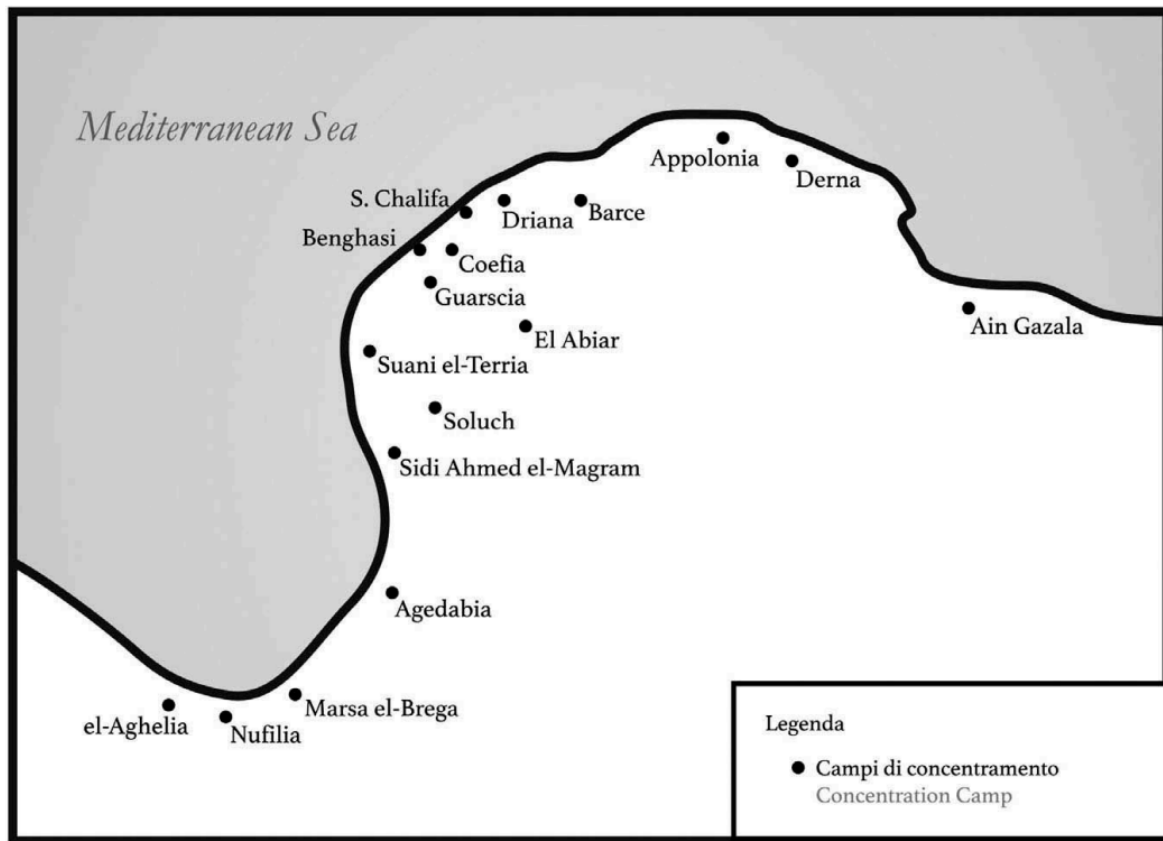 Mediterranean Sea
Appolonia
Derna
S. Chalifa
Driana
Barce
Benghasi
Coefia
Guarscia
Ain Gazala
El Abiar
Suani el-Terria
Soluch
Sidi Ahmed el-Magram
Agedabia
Marsa el-Brega
el-Aghelia
Nufilia
Legenda
Campi di concentramento
Concentration Camp